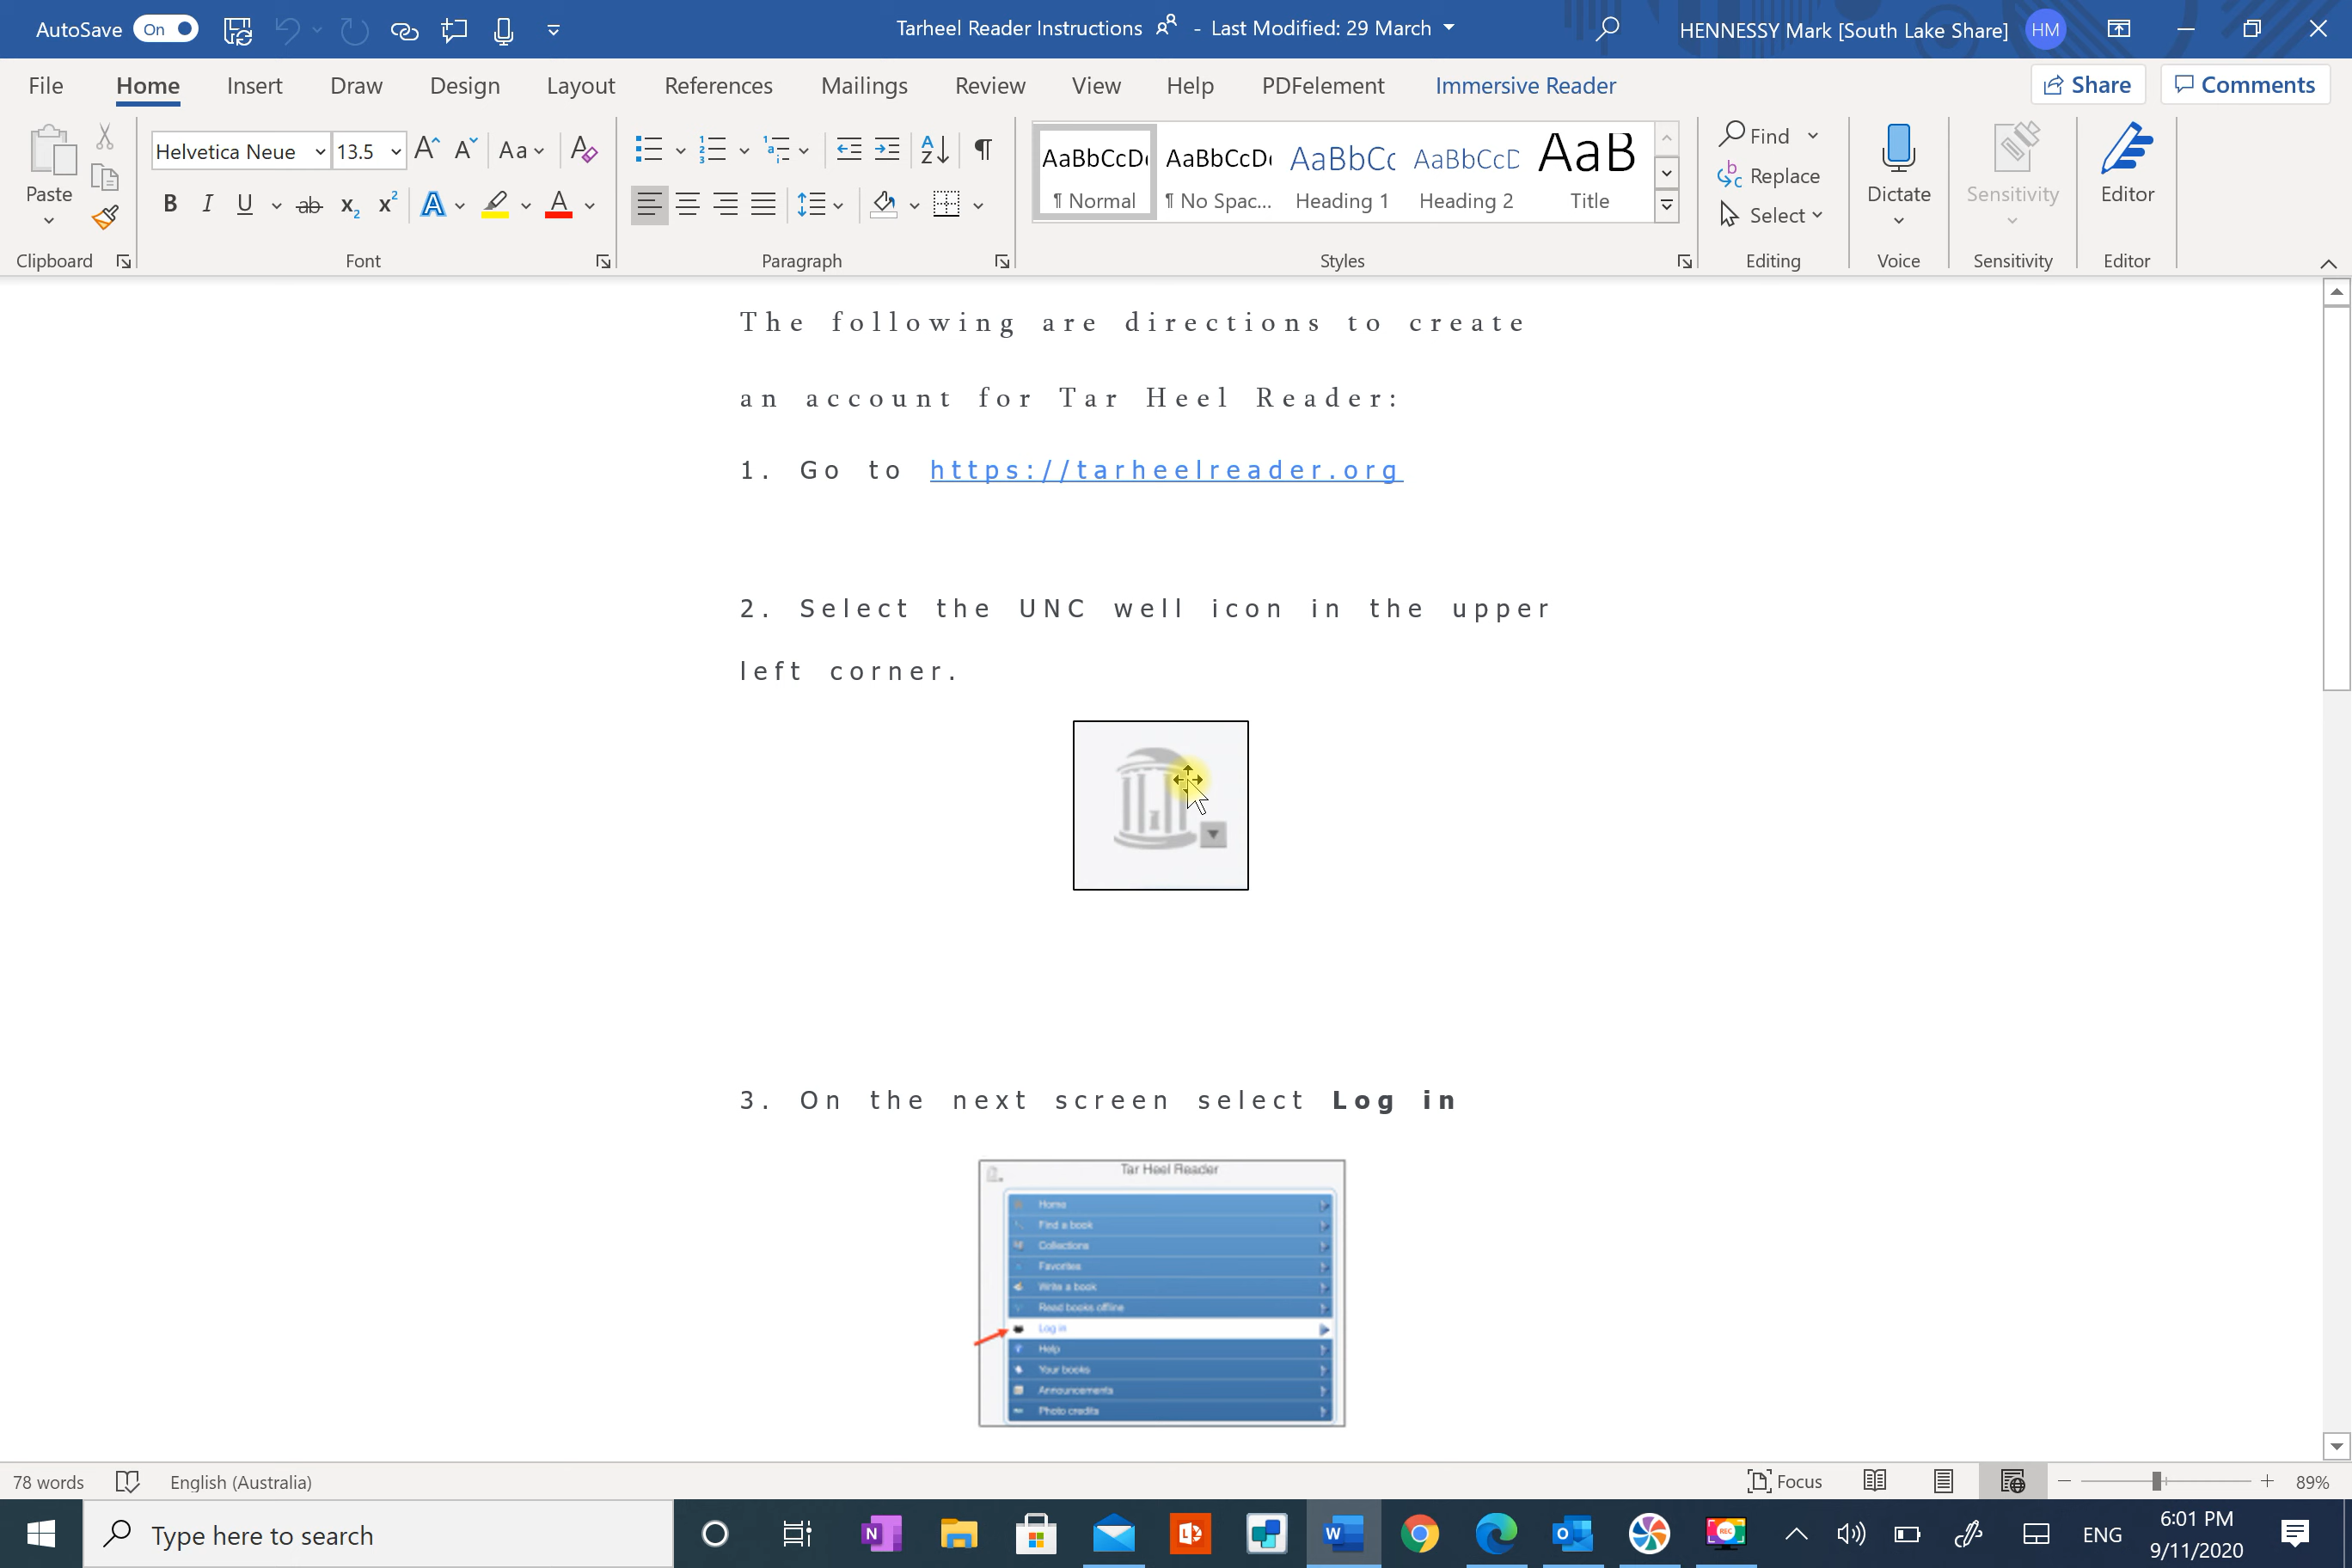 AutoSave On Tarheel Reader Instructions - Last Modified: 29 March HENNESSY Mark [South Lake Share] HM
File Home Insert Draw Design Layout References Mailings Review View Help PDFelement Immersive Reader Share Comments
Paste
Clipboard
Helvetica Neue 13.5
Font
Paragraph
AaBbCcD AaBbCcD AaBbCc AaBbCcD AaB
¶ Normal ¶ No Spac... Heading 1 Heading 2 Title
Styles
Find
Replace
Select
Editing
Dictate
Voice
Sensitivity
Sensitivity
Editor
Editor
The following are directions to create
an account for Tar Heel Reader:
1. Go to https://tarheelreader.org
2. Select the UNC well icon in the upper
left corner.
3. On the next screen select Log in
Tar Heel Reader
Home
Find a book
Collections
Favorites
Write a book
Read books offline
Log in
Help
Your books
Announcements
Photo credits
78 words English (Australia) Focus 89%
Type here to search ENG
6:01 PM
9/11/2020